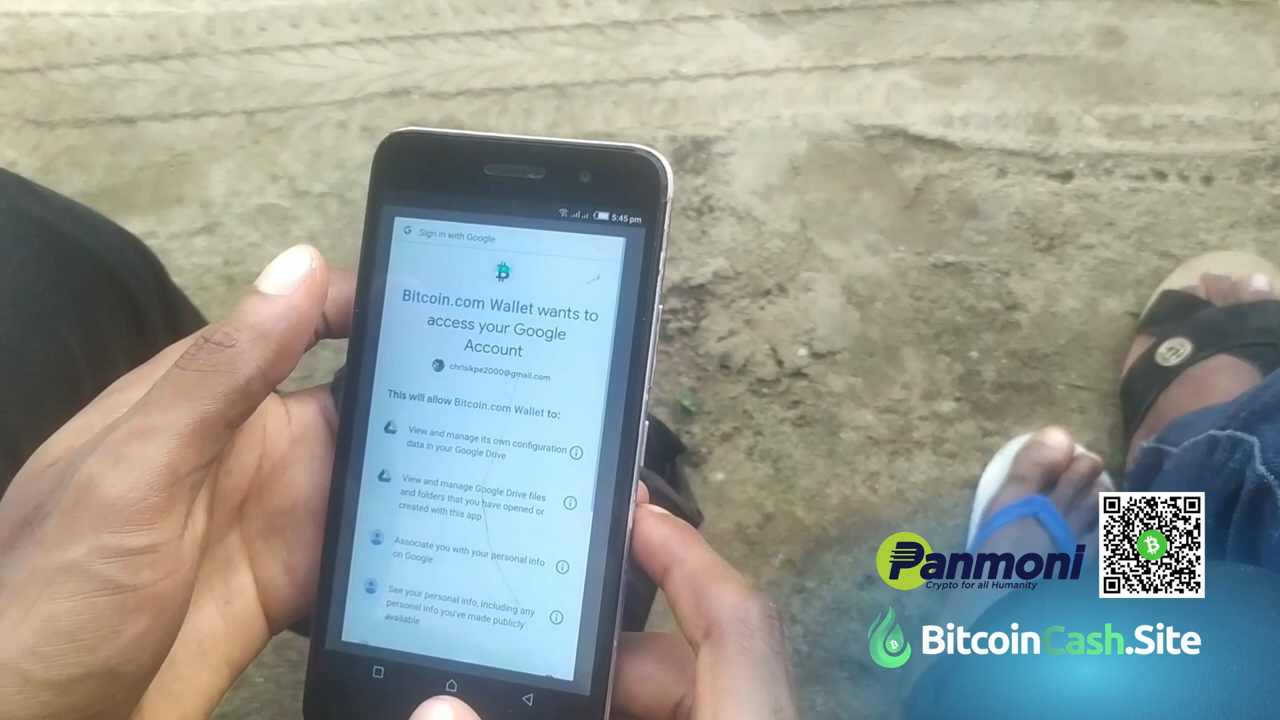 5:45 pm
Sign in with Google
Bitcoin.com Wallet wants to
access your Google
Account
chrisikpe2000@gmail.com
This will allow Bitcoin.com Wallet to:
View and manage its own configuration
data in your Google Drive
View and manage Google Drive files
and folders that you have opened or
created with this app
Associate you with your personal info
on Google
See your personal info, including any
personal info you've made publicly
available
Panmoni
Crypto for all Humanity
BitcoinCash.Site